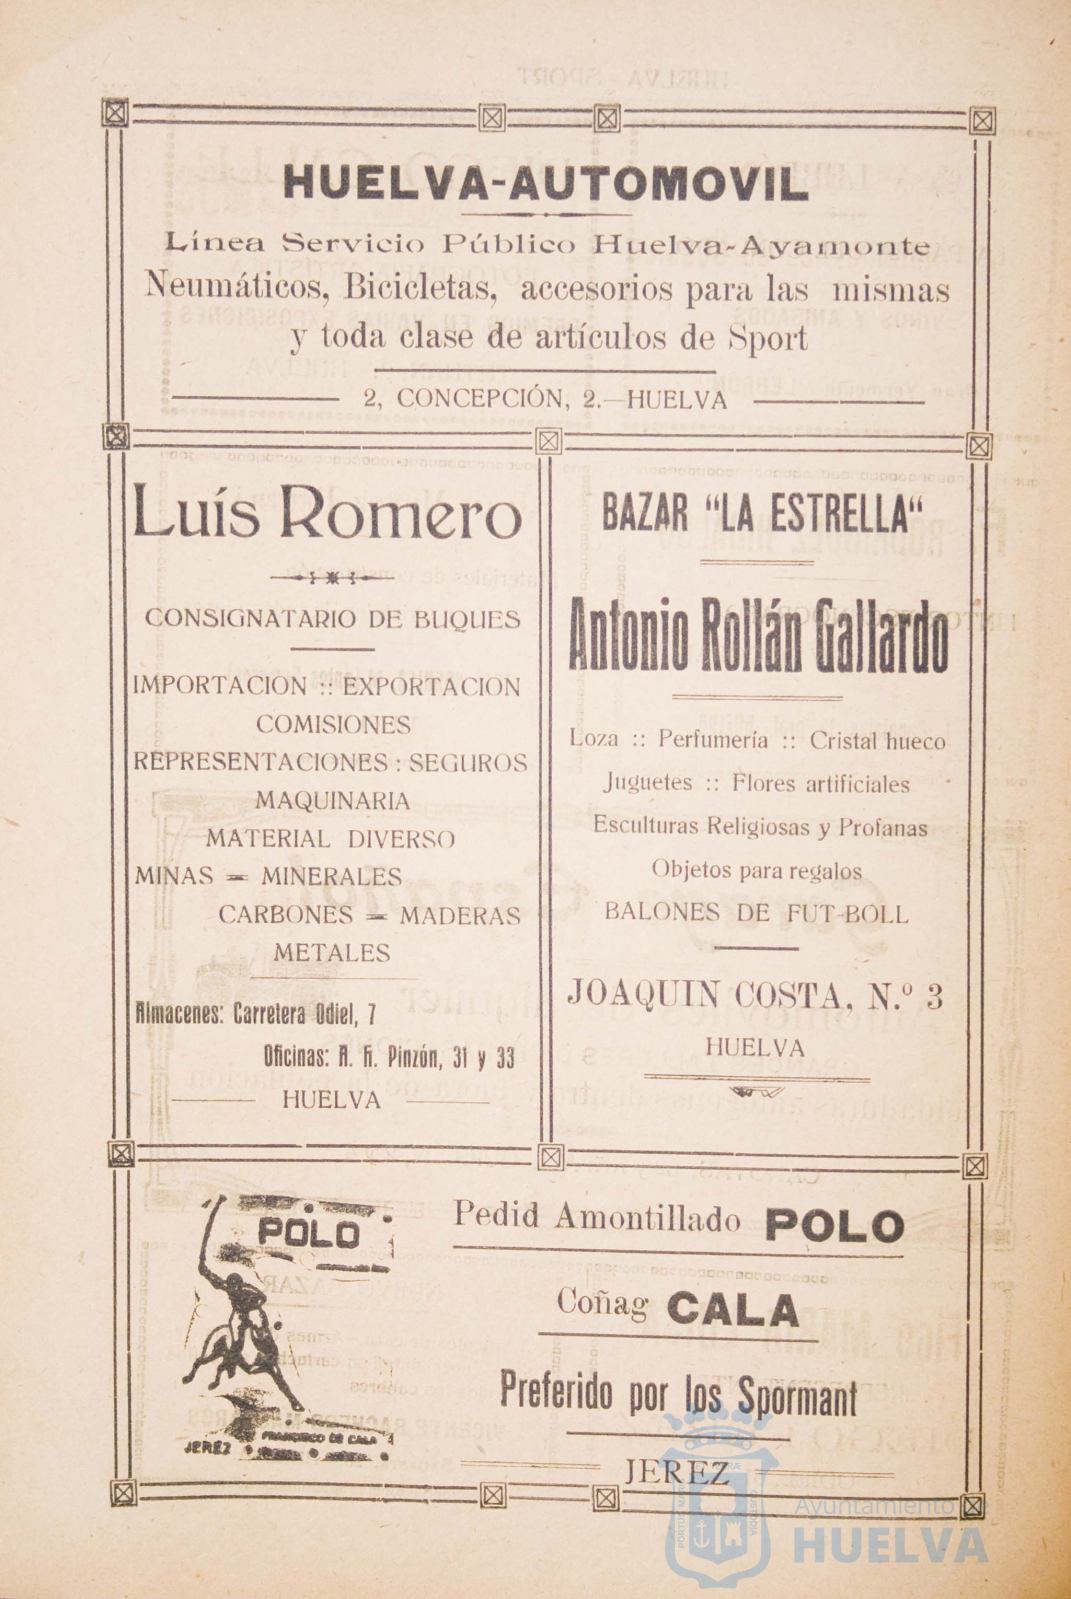 HUELVA-AUTOMOVIL
Línea Servicio Público Huelva-Ayamonte
Neumáticos, Bicicletas, accesorios para las mismas
y toda clase de artículos de Sport
2, CONCEPCIÓN, 2.—HUELVA
Luís Romero
CONSIGNATARIO DE BUQUES
IMPORTACION :: EXPORTACION
COMISIONES
REPRESENTACIONES : SEGUROS
MAQUINARIA
MATERIAL DIVERSO
MINAS = MINERALES
CARBONES = MADERAS
METALES
Almacenes: Carretera Odiel, 7
Oficinas: A. H. Pinzón, 31 y 33
HUELVA
BAZAR “LA ESTRELLA“
Antonio Rollán Gallardo
Loza :: Perfumería :: Cristal hueco
Juguetes :: Flores artificiales
Esculturas Religiosas y Profanas
Objetos para regalos
BALONES DE FUT-BOLL
JOAQUIN COSTA, N.º 3
HUELVA
POLO
FRANCISCO DE CALA
JEREZ
Pedid Amontillado POLO
Coñag CALA
Preferido por los Spormant
JEREZ
Ayuntamiento
HUELVA